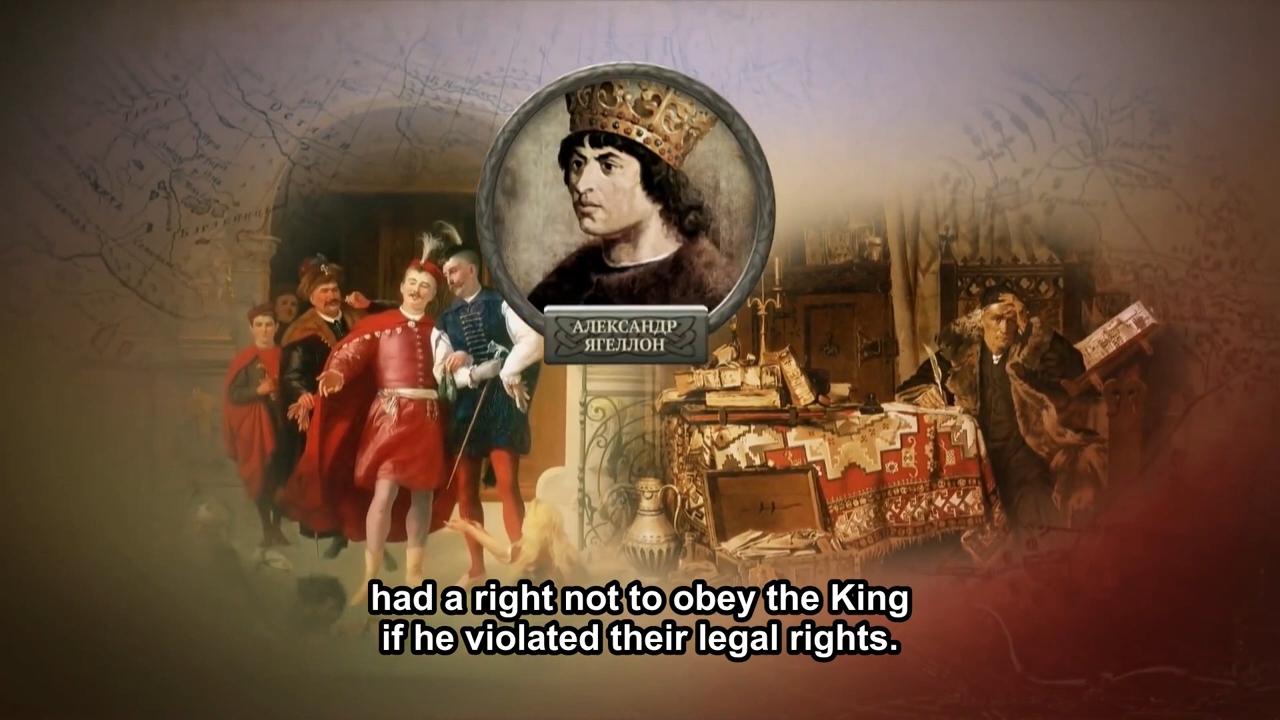 АЛЕКСАНДР
ЯГЕЛЛОН
had a right not to obey the King
if he violated their legal rights.